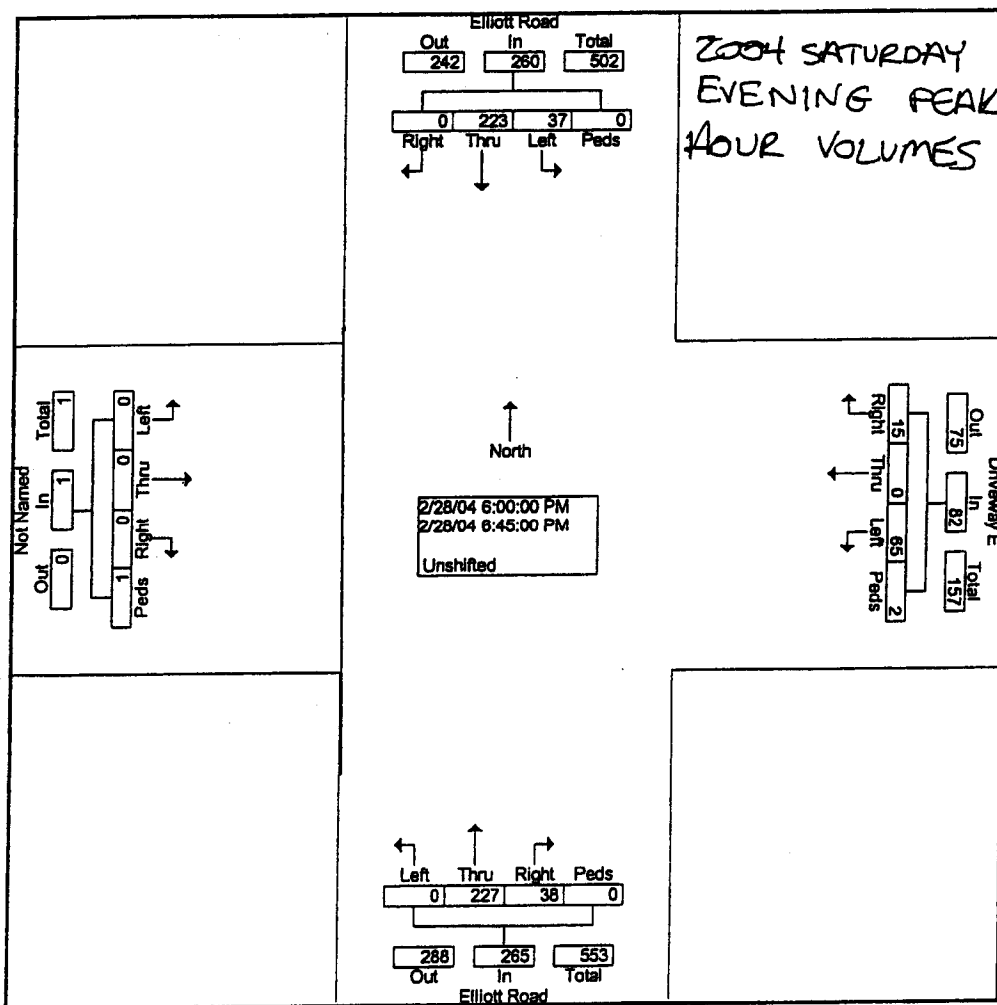 Elliott Road
Out In Total
242 260 502
0 223 37 0
Right Thru Left Peds
2004 SATURDAY
EVENING PEAK
HOUR VOLUMES
Not Named
Total In Out
1 1 0
0 0 0 1
Left Thru Right Peds
North
2/28/04 6:00:00 PM
2/28/04 6:45:00 PM
Unshifted
Right Thru Left Peds
15 0 65 2
Out In Total
75 82 157
Driveway E
Left Thru Right Peds
0 227 38 0
288 265 553
Out In Total
Elliott Road